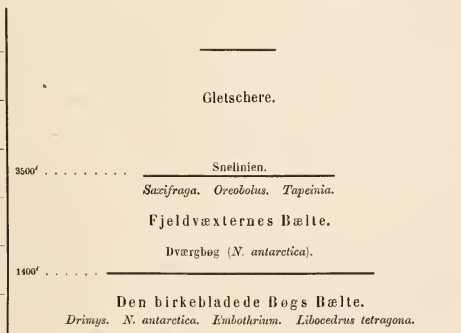 Gletschere.
3500' . . . . . . . . . Snelinien.
Saxifraga. Oreobolus. Tapeinia.
Fjeldvæxternes Bælte.
Dværgbøg (N. antarctica).
1400' . . . . . .
Den birkebladede Bøgs Bælte.
Drimys. N. antarctica. Embothrium. Libocedrus tetragona.